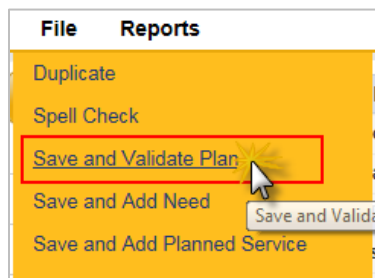 File Reports
Duplicate
Spell Check
Save and Validate Plan
Save and Add Need
Save and Valida
Save and Add Planned Service